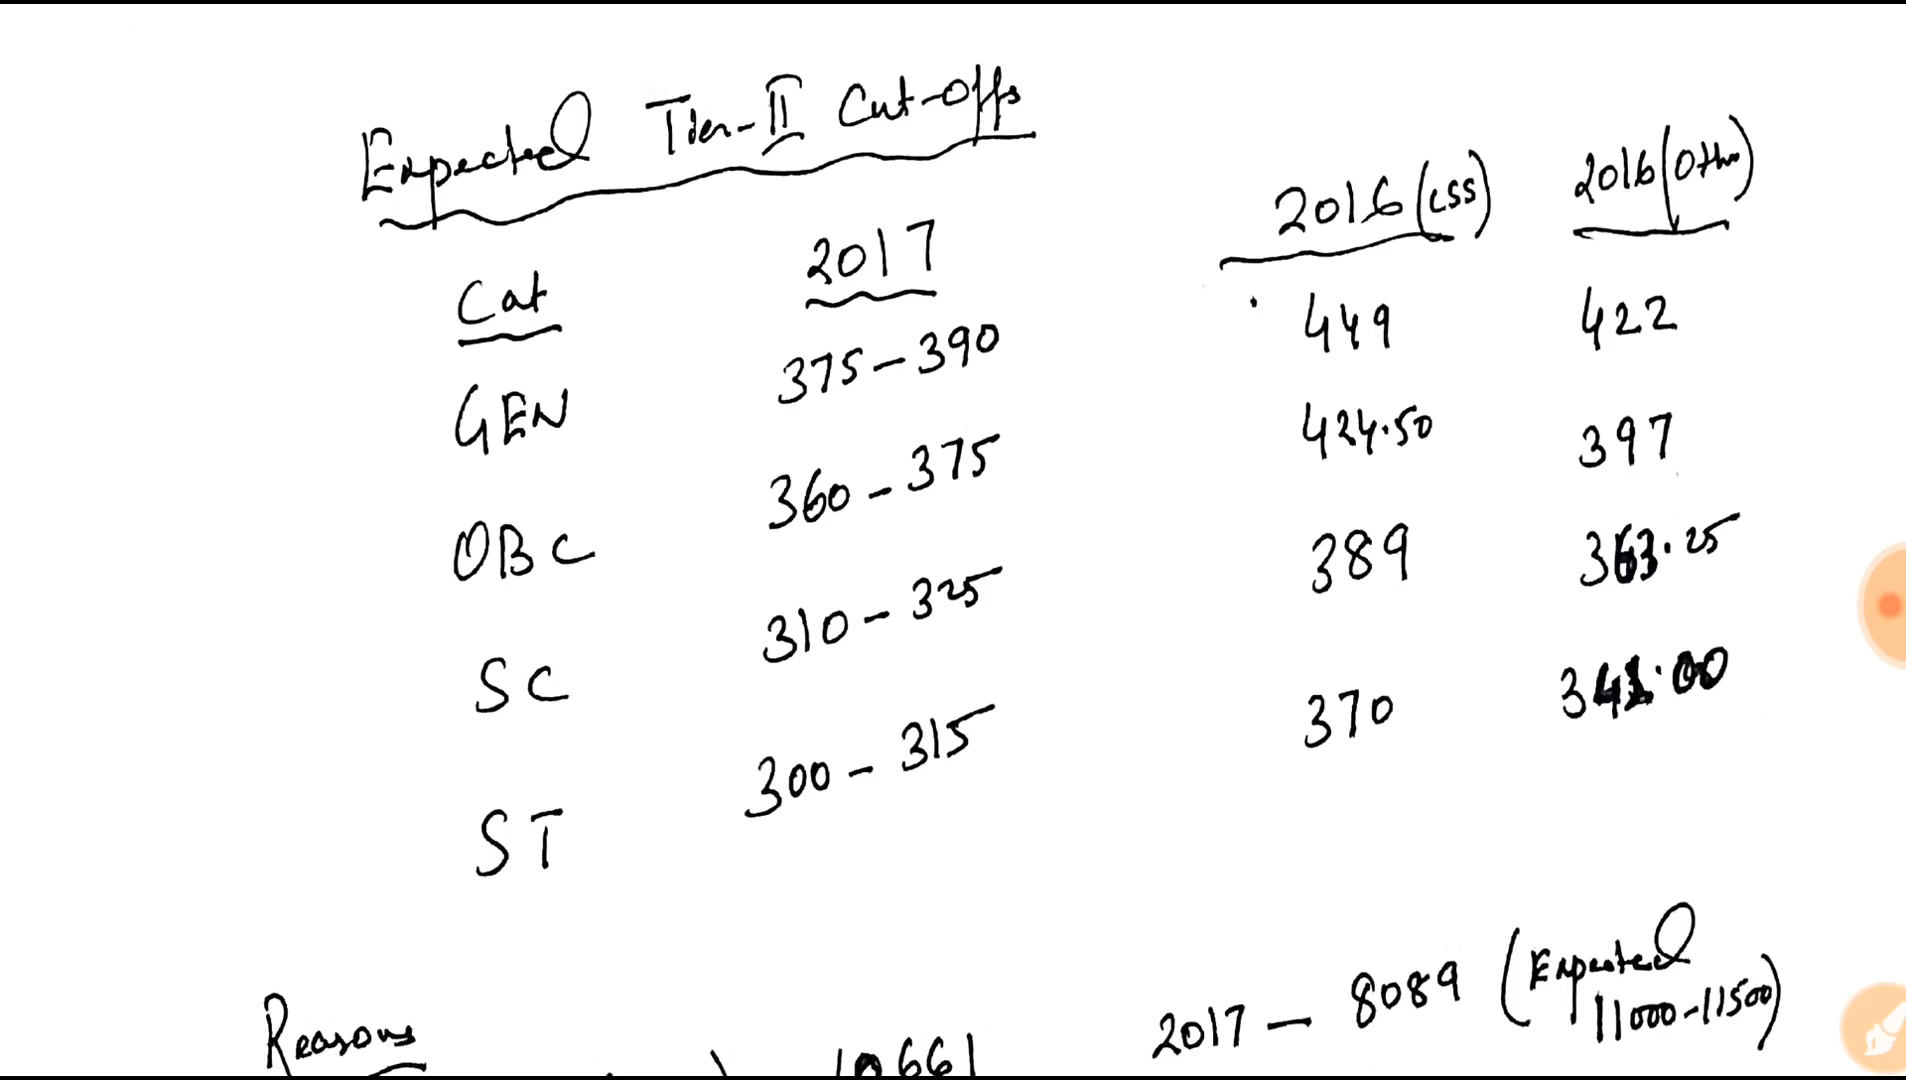 Expected Tier-II Cut-offs
Cat 2017 2016(CSS) 2016(Other)
GEN 375-390 449 422
OBC 360-375 424.50 397
SC 310-325 389 363.25
ST 300-315 370 .00
Reasons 10661 2017 - 8089 (Expected
11000-11500)